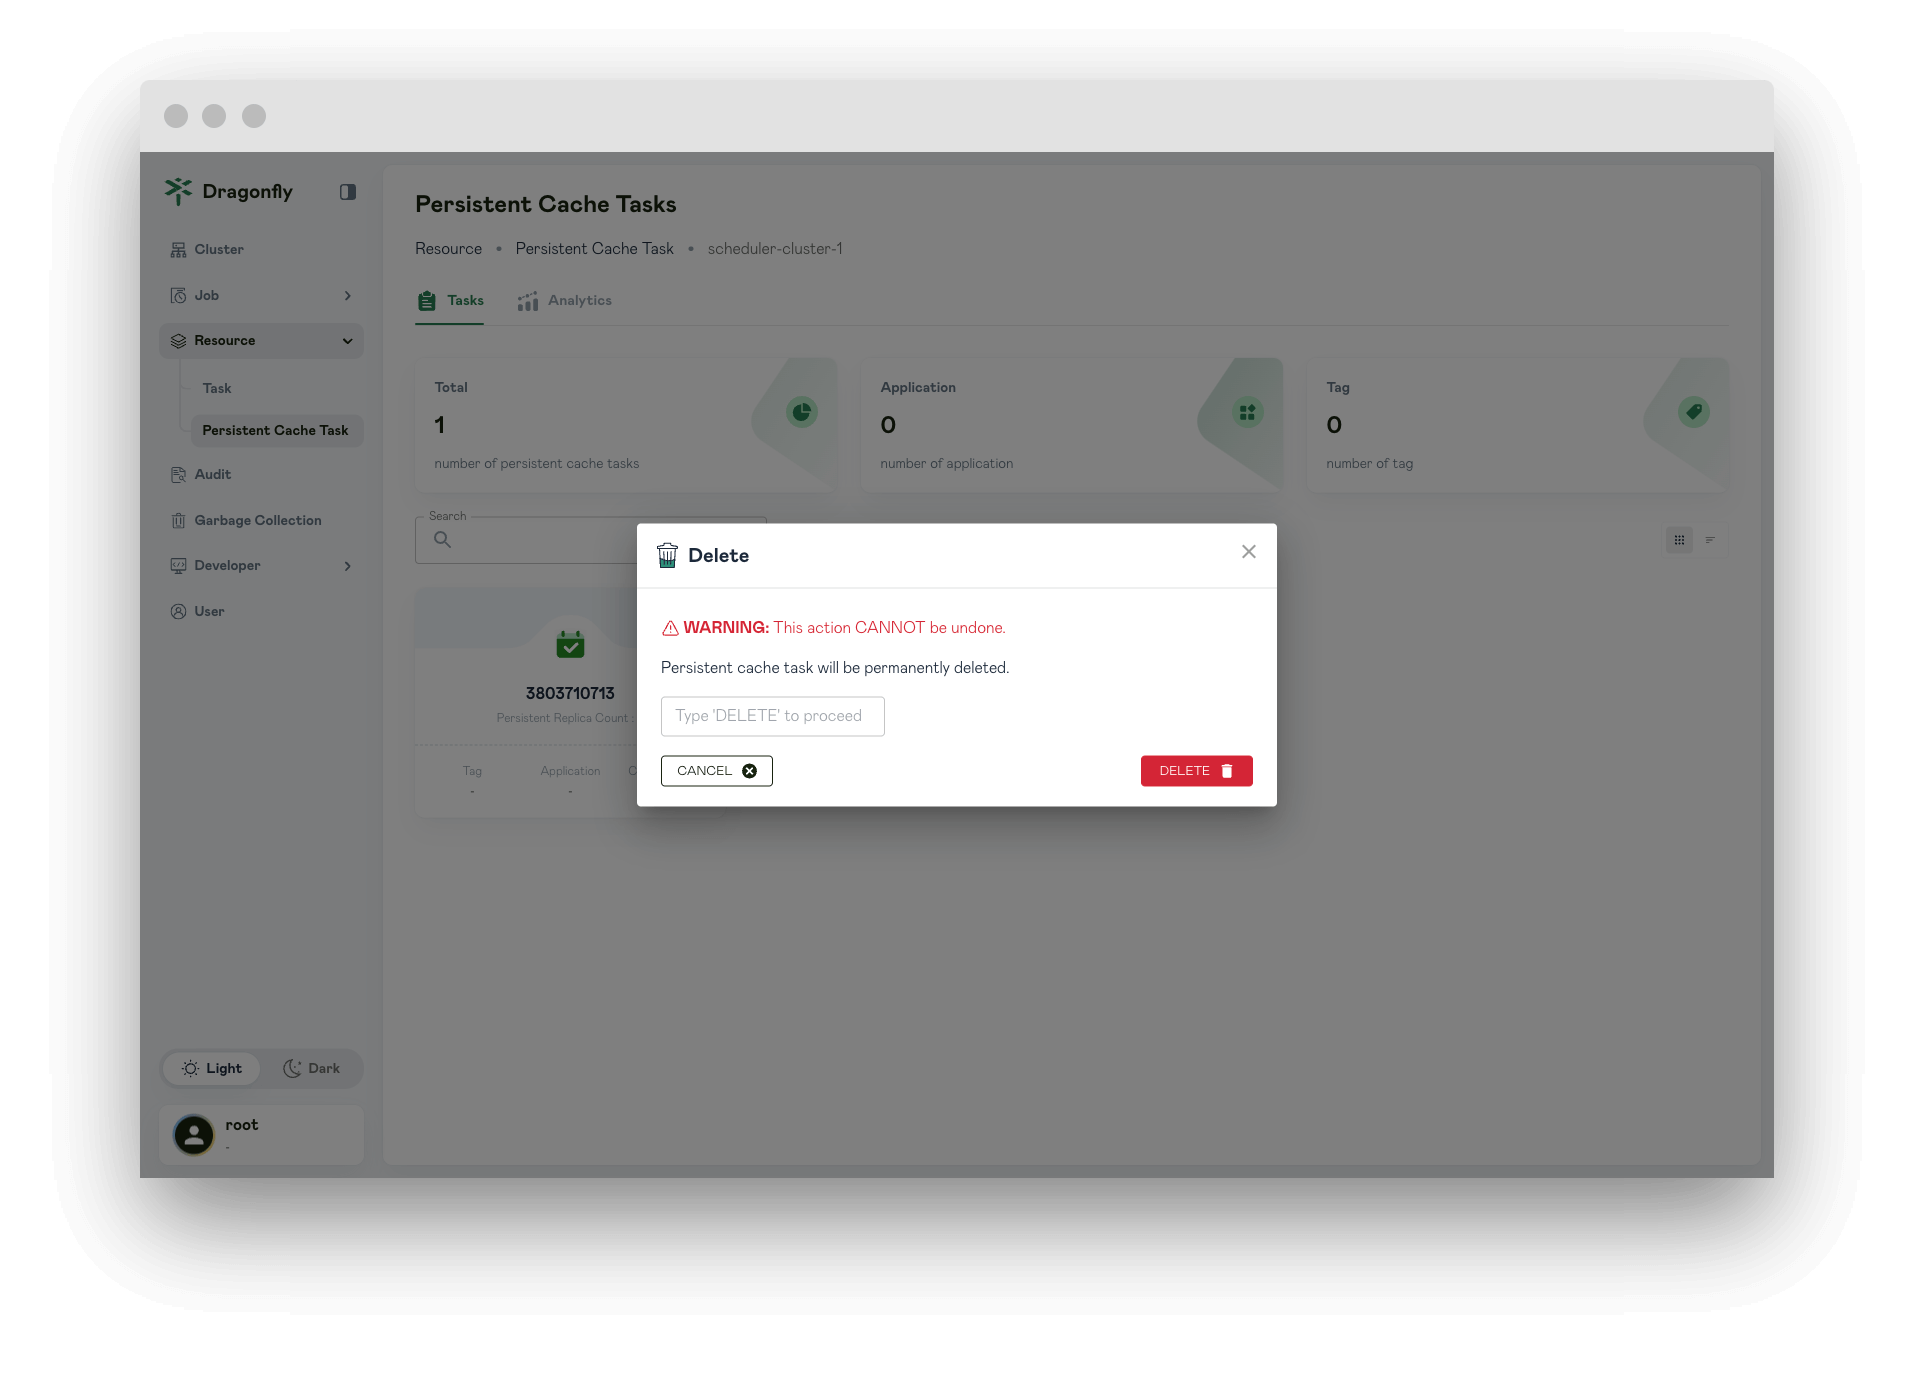 Dragonfly
Cluster
Job
Resource
Task
Persistent Cache Task
Audit
Garbage Collection
Developer
User
Light
Dark
root
-
Persistent Cache Tasks
Resource • Persistent Cache Task • scheduler-cluster-1
Tasks
Analytics
Total
1
number of persistent cache tasks
Application
0
number of application
Tag
0
number of tag
Search
3803710713
Persistent Replica Count :
Tag
-
Application
-
Delete
WARNING: This action CANNOT be undone.
Persistent cache task will be permanently deleted.
Type 'DELETE' to proceed
CANCEL
DELETE